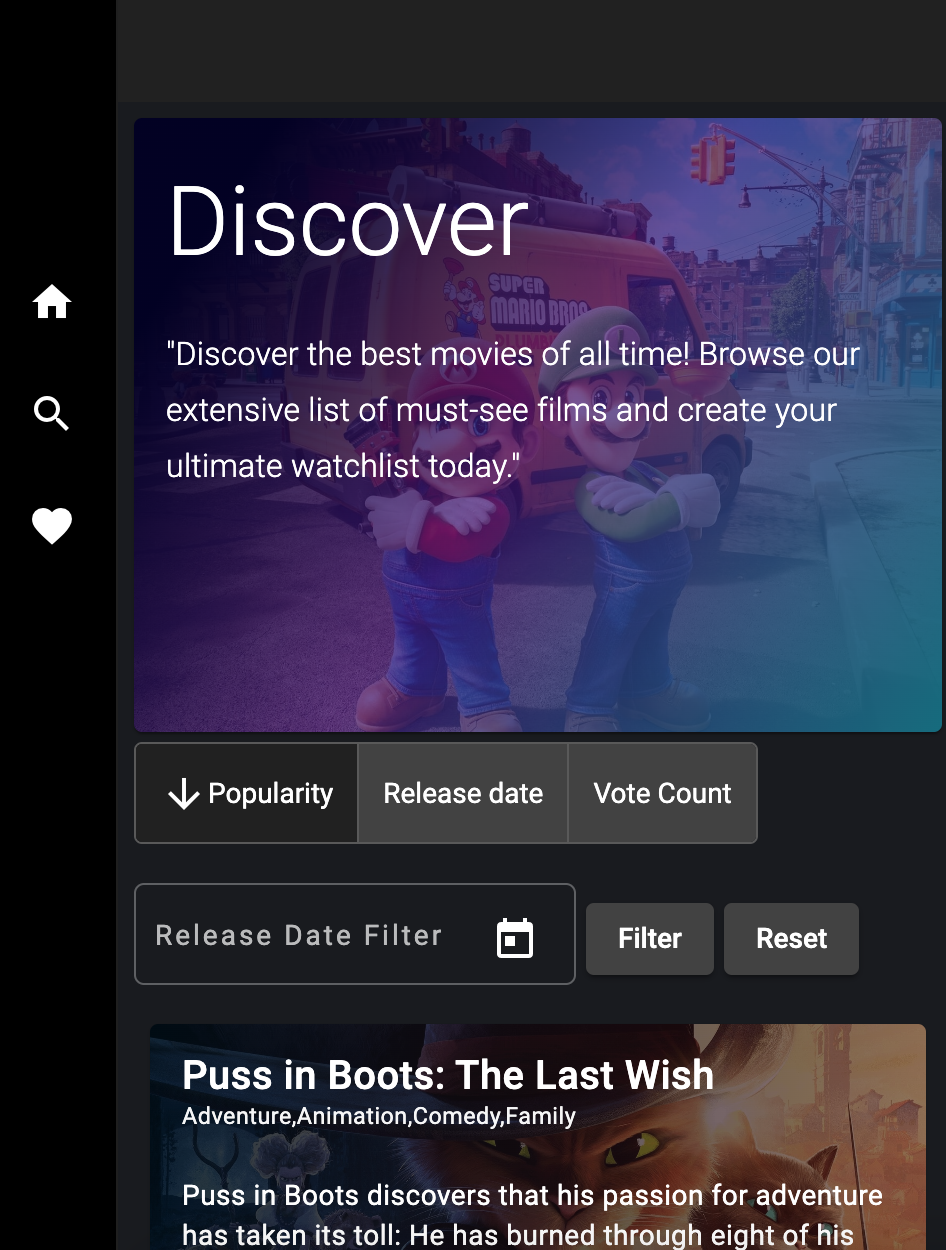 Discover
SUPER
MARIO BROS
"Discover the best movies of all time! Browse our
extensive list of must-see films and create your
ultimate watchlist today."
Popularity
Release date
Vote Count
Release Date Filter
Filter
Reset
Puss in Boots: The Last Wish
Adventure,Animation,Comedy,Family
Puss in Boots discovers that his passion for adventure
has taken its toll: He has burned through eight of his